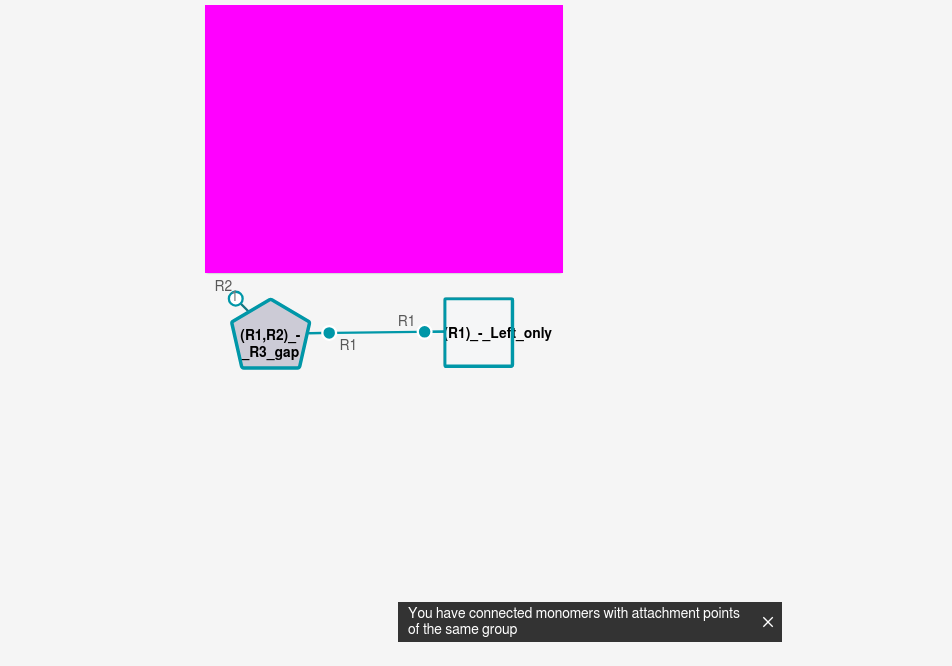 R2
R1
(R1,R2)_-
_R3_gap
R1
(R1)_-_Left_only
You have connected monomers with attachment points
of the same group